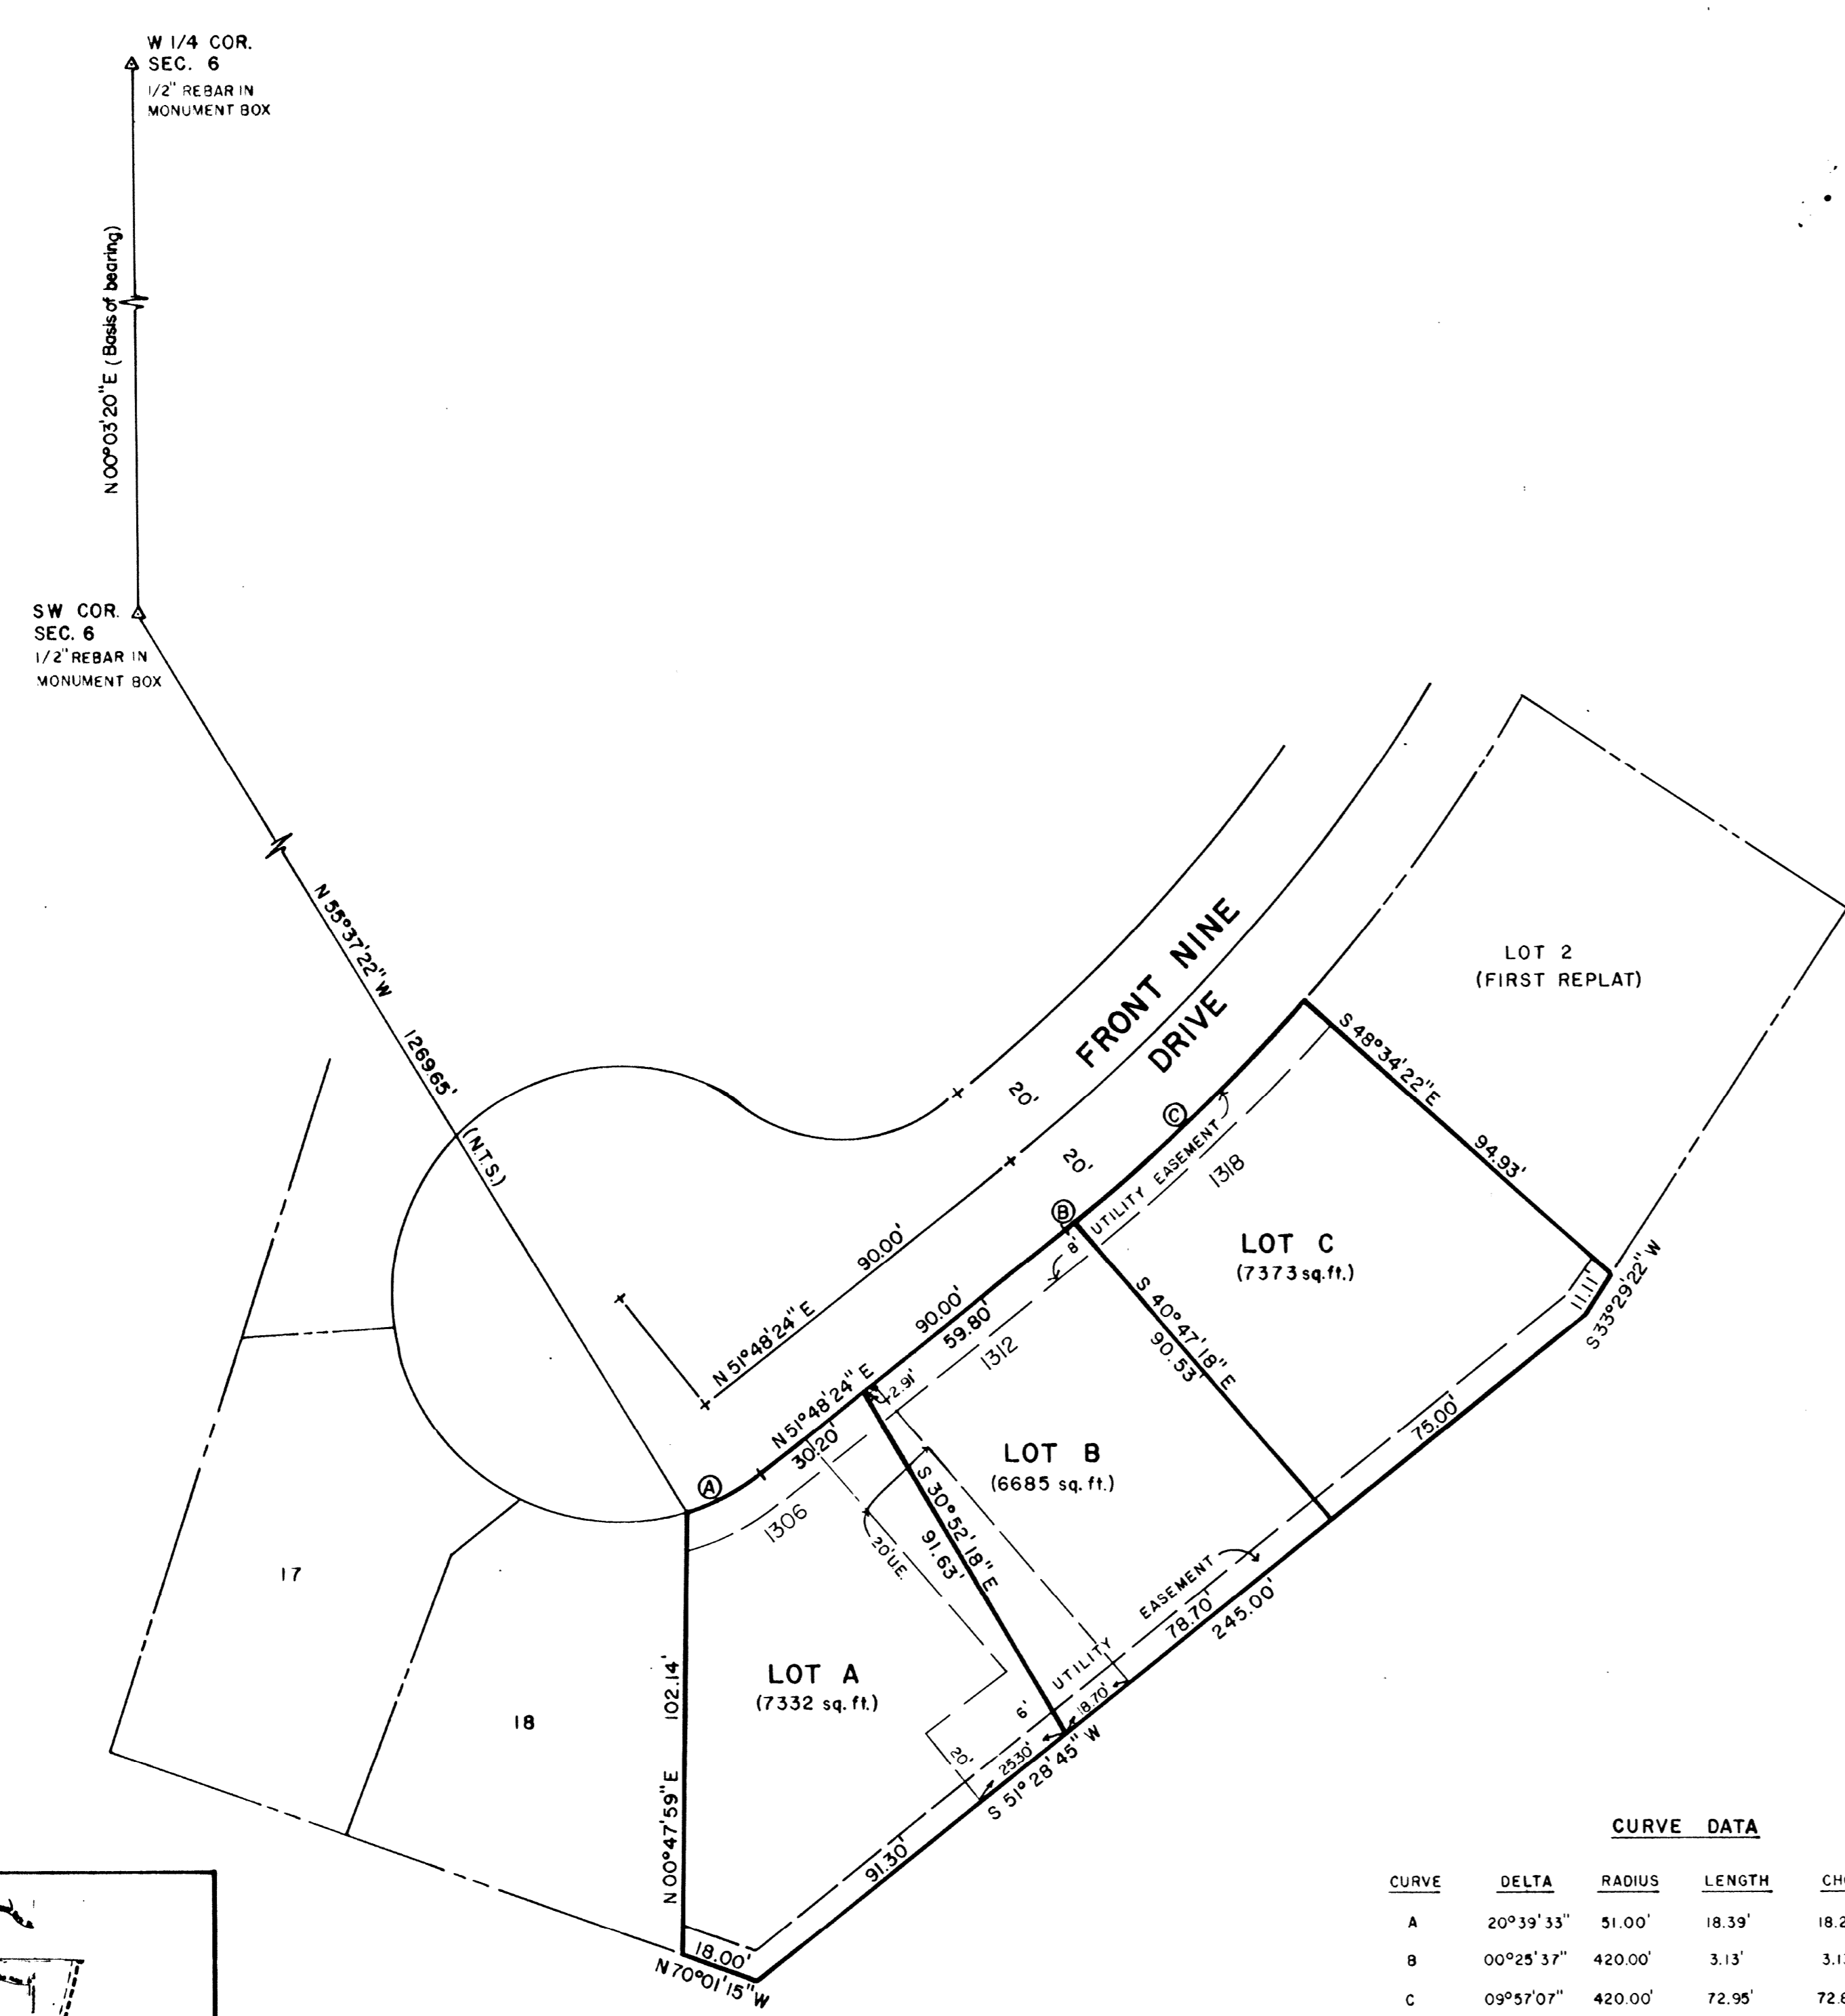 W 1/4 COR.
SEC. 6
1/2" REBAR IN
MONUMENT BOX
N 00°03'20" E (Basis of bearing)
SW COR.
SEC. 6
1/2" REBAR IN
MONUMENT BOX
N 55°37'22" W
1269.65'
(N.T.S.)
FRONT NINE
DRIVE
20'
20'
LOT 2
(FIRST REPLAT)
S 48°34'22" E
94.93'
C
UTILITY EASEMENT
1318
B
8'
LOT C
(7373 sq.ft.)
11.11'
S 33°29'22" W
90.00'
N 51°48'24" E
90.00'
59.80'
1312
S 40°47'18" E
90.53'
75.00'
N 51°48'24" E
30.20'
2.91'
LOT B
(6685 sq. ft.)
A
1306
20' U.E.
S 30°52'18" E
91.63'
17
18
EASEMENT
78.70'
245.00'
UTILITY
6'
18.70'
LOT A
(7332 sq. ft.)
102.14'
N 00°47'59" E
20'
25.30'
S 51°28'45" W
91.30'
18.00'
N 70°01'15" W
CURVE DATA
CURVE DELTA RADIUS LENGTH CH
A 20°39'33" 51.00' 18.39' 18.2
B 00°25'37" 420.00' 3.13' 3.1
C 09°57'07" 420.00' 72.95' 72.8